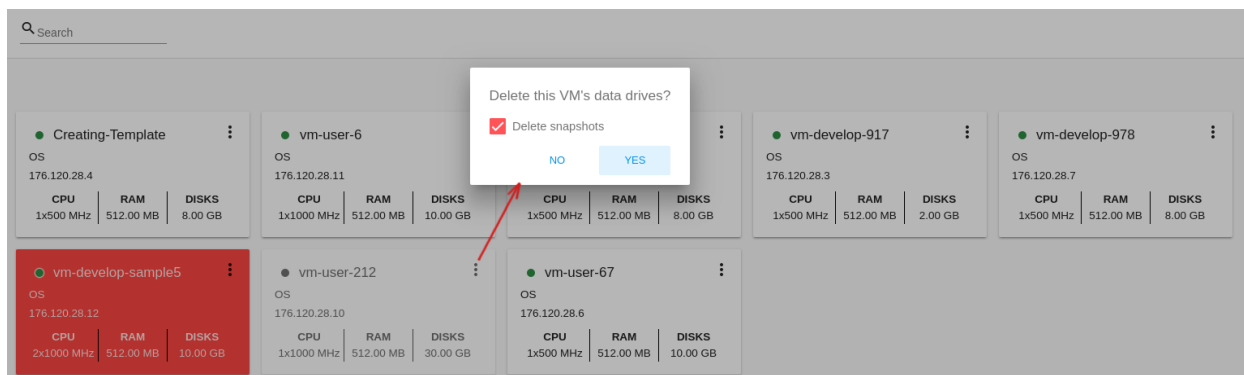 Search
Delete this VM's data drives?
Delete snapshots
NO YES
Creating-Template
OS
176.120.28.4
CPU RAM DISKS
1x500 MHz 512.00 MB 8.00 GB
vm-user-6
OS
176.120.28.11
CPU RAM DISKS
1x1000 MHz 512.00 MB 10.00 GB
CPU RAM DISKS
1x500 MHz 512.00 MB 8.00 GB
vm-develop-917
OS
176.120.28.3
CPU RAM DISKS
1x500 MHz 512.00 MB 2.00 GB
vm-develop-978
OS
176.120.28.7
CPU RAM DISKS
1x500 MHz 512.00 MB 8.00 GB
vm-develop-sample5
OS
176.120.28.12
CPU RAM DISKS
2x1000 MHz 512.00 MB 10.00 GB
vm-user-212
OS
176.120.28.10
CPU RAM DISKS
1x1000 MHz 512.00 MB 30.00 GB
vm-user-67
OS
176.120.28.6
CPU RAM DISKS
1x500 MHz 512.00 MB 10.00 GB